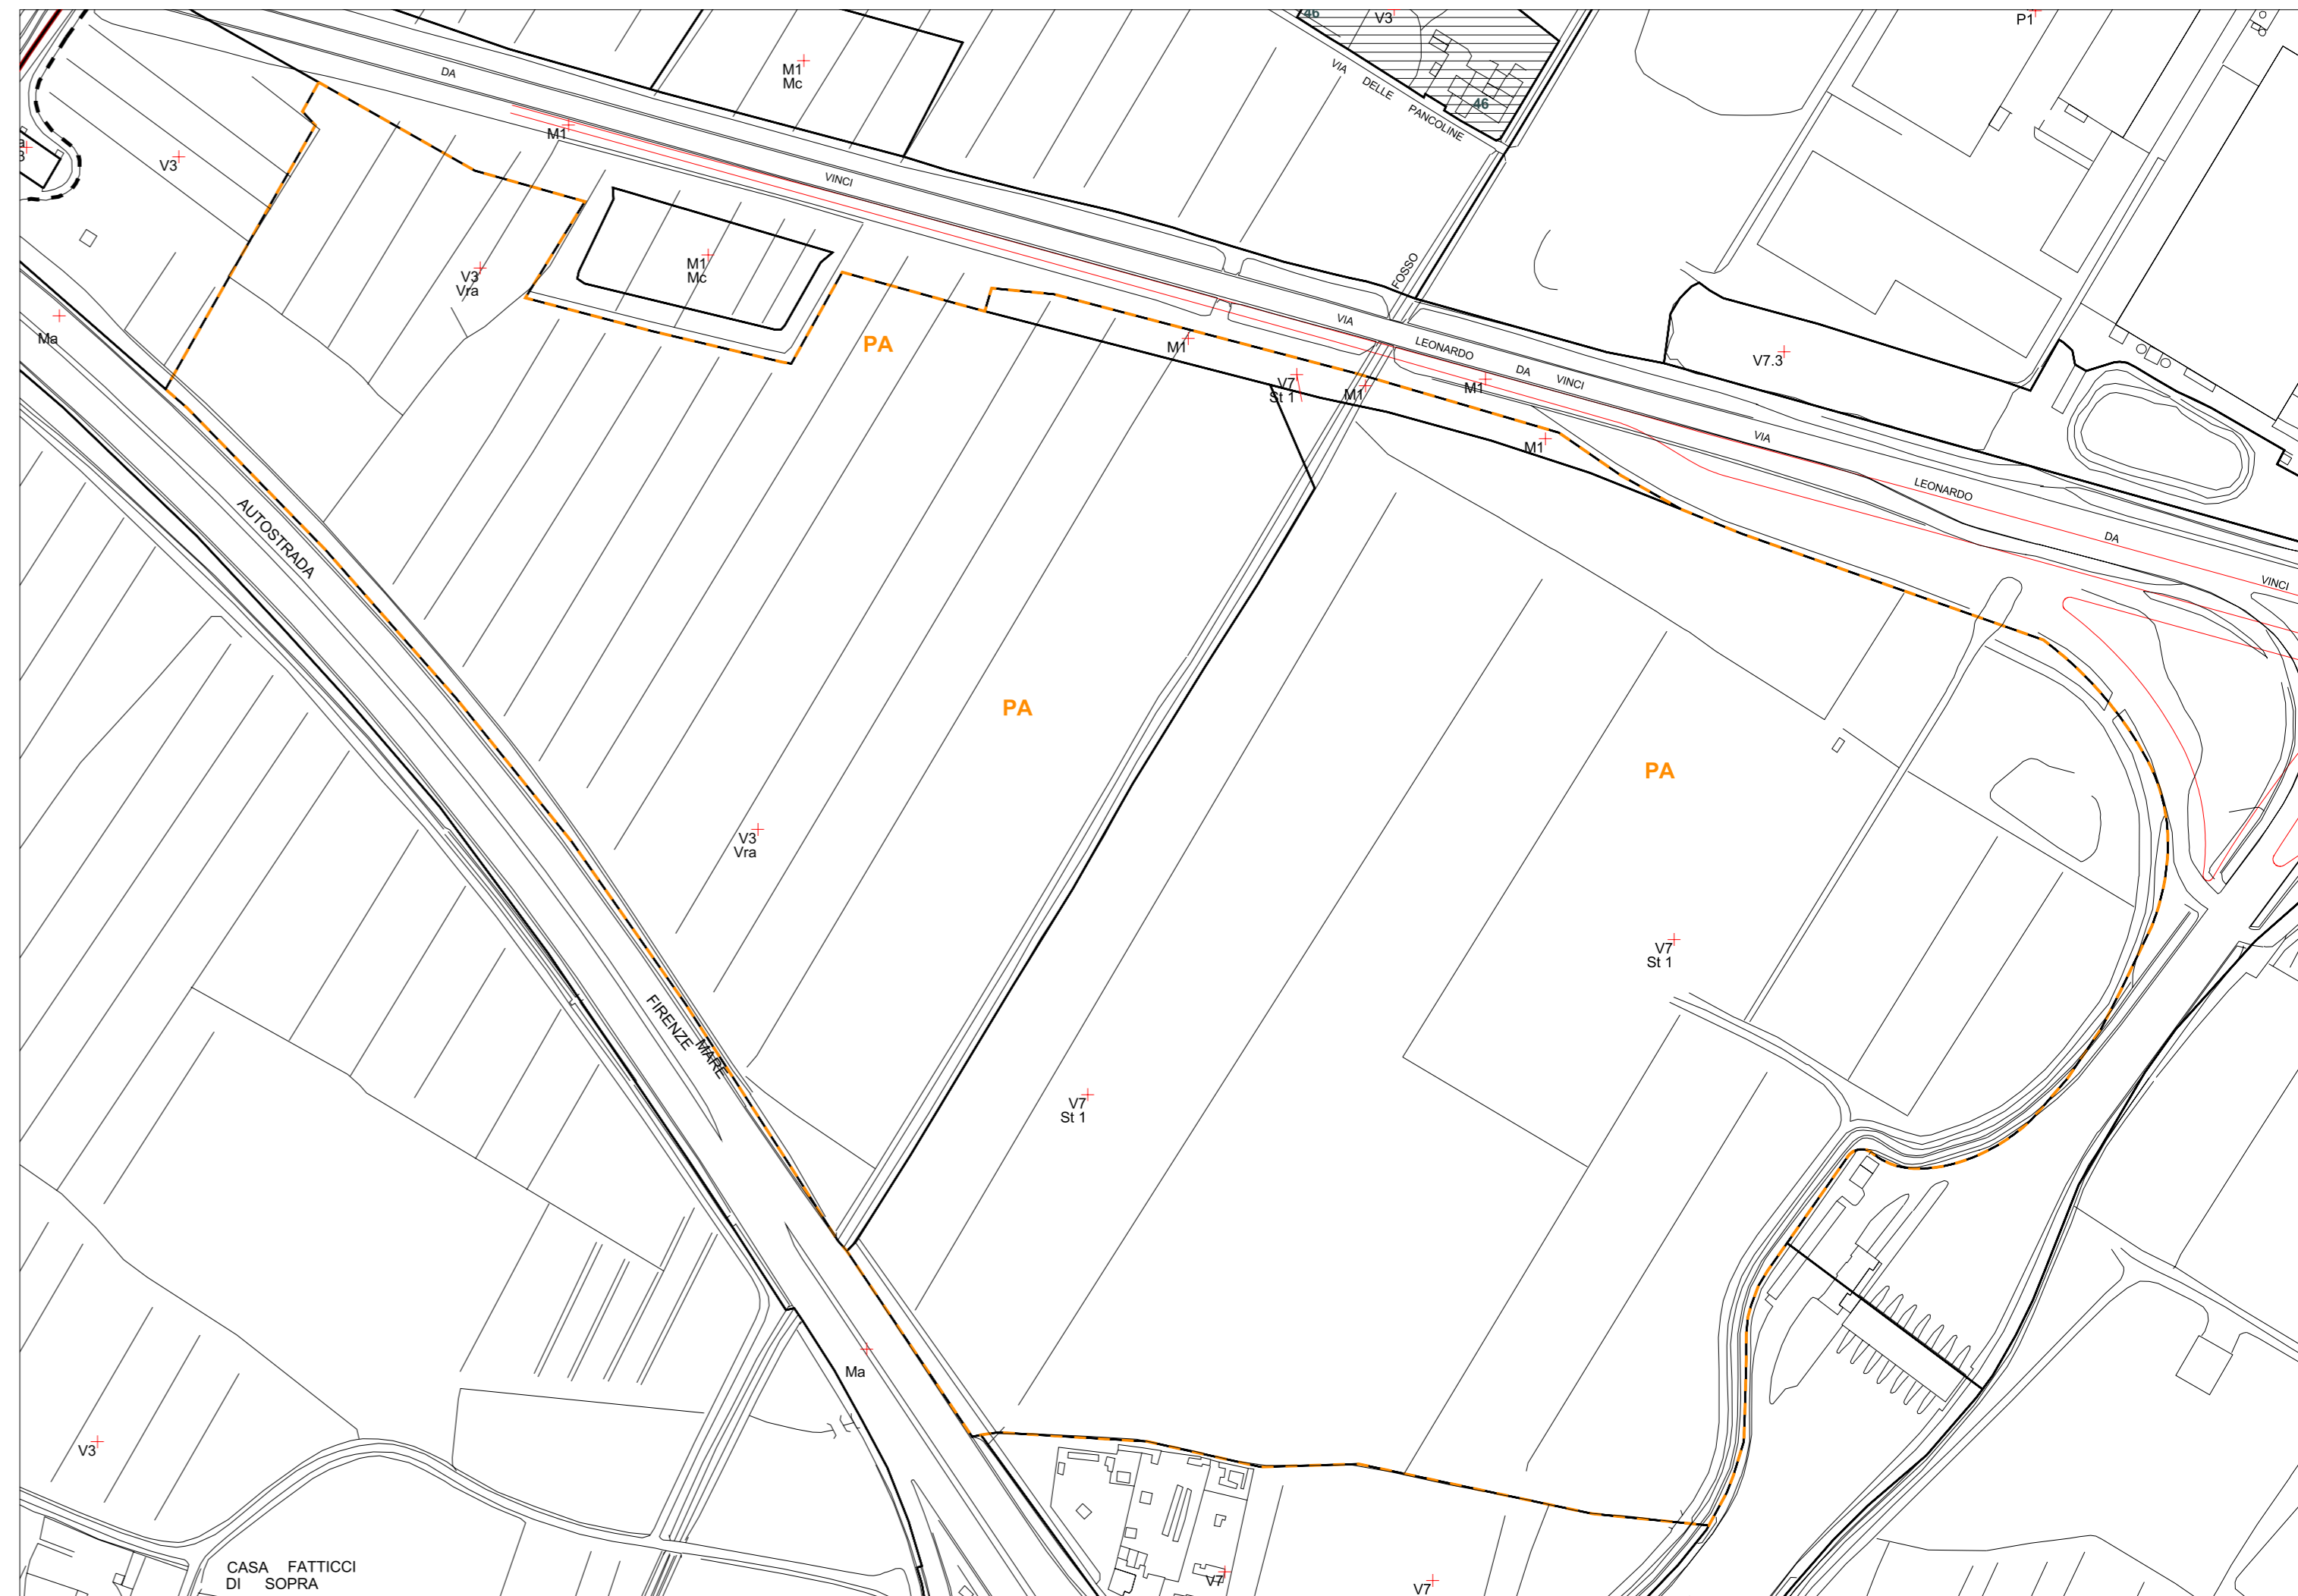 46
V3
P1
DA
M1
Mc
VIA DELLE PANCOLINE
46
M1
V3
VINCI
Ma
V3
Vra
M1
Mc
FOSSO
PA
M1
VIA LEONARDO DA VINCI
V7.3
V7
St 1
M1
M1
M1
VIA LEONARDO DA VINCI
AUTOSTRADA FIRENZE MARE
PA
PA
V3
Vra
V7
St 1
V7
St 1
Ma
V3
CASA FATTICCI
DI SOPRA
V7
V7